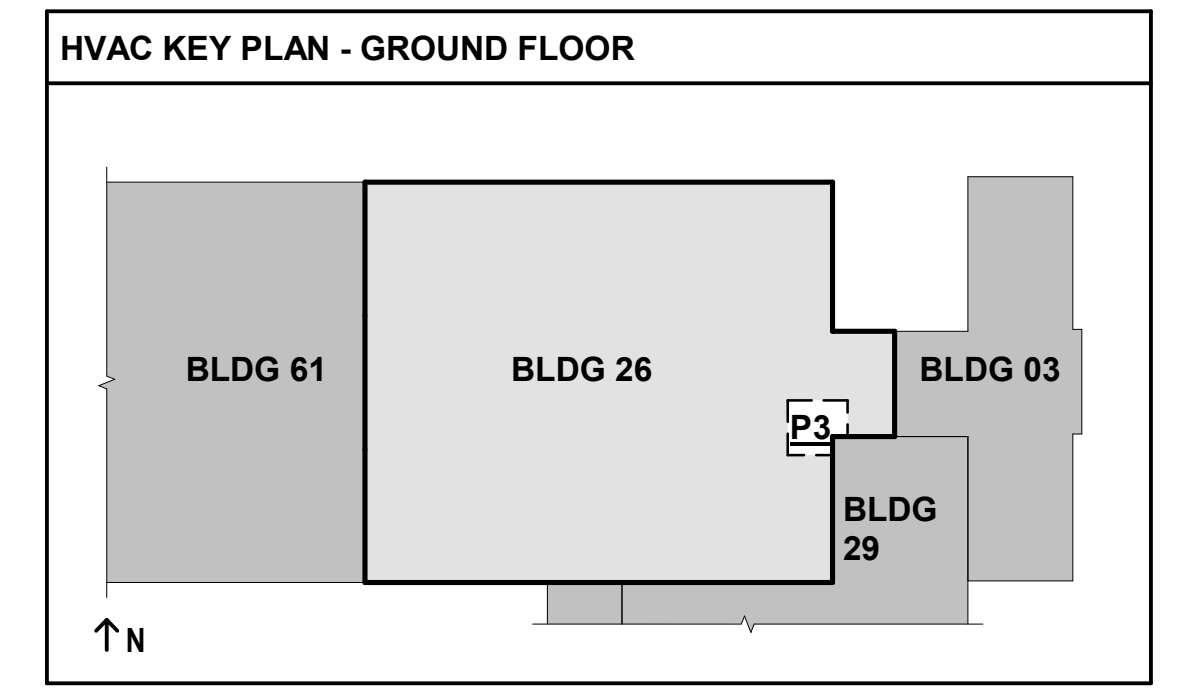 HVAC KEY PLAN - GROUND FLOOR
BLDG 61
BLDG 26
BLDG 03
P3
BLDG
29
N